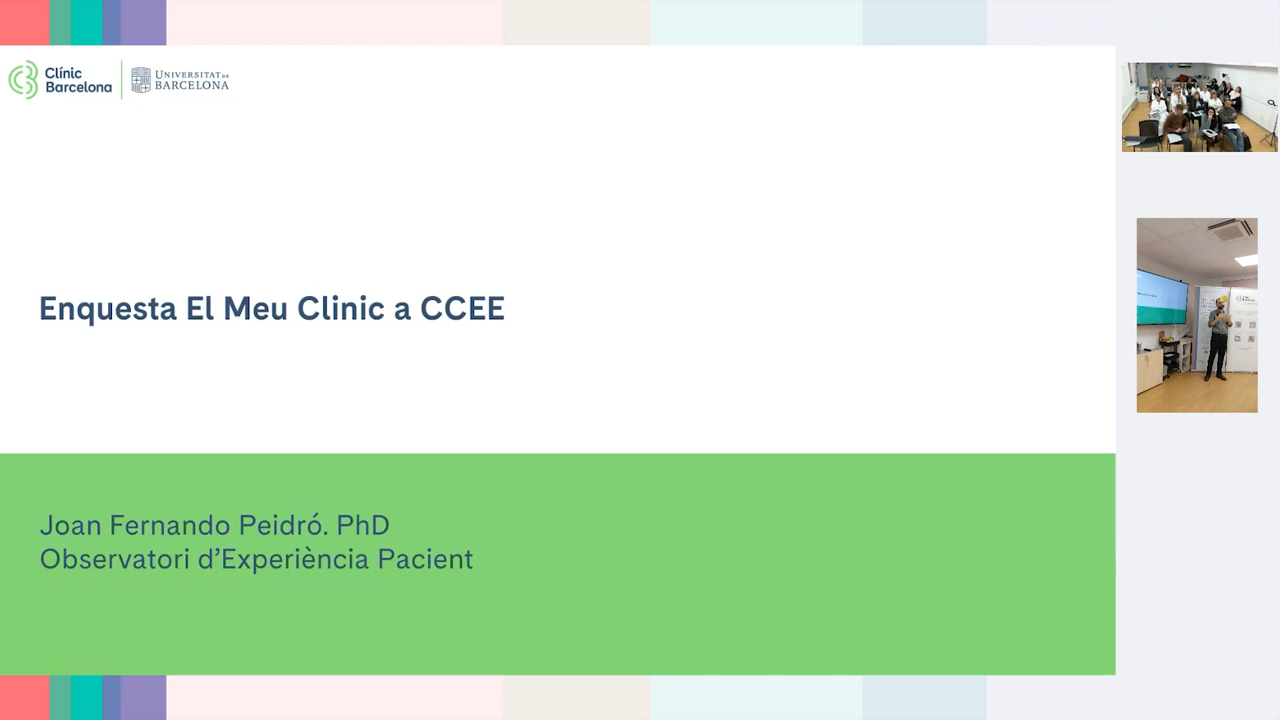 Clínic
Barcelona
UNIVERSITAT DE
BARCELONA
Enquesta El Meu Clinic a CCEE
Joan Fernando Peidró. PhD
Observatori d’Experiència Pacient